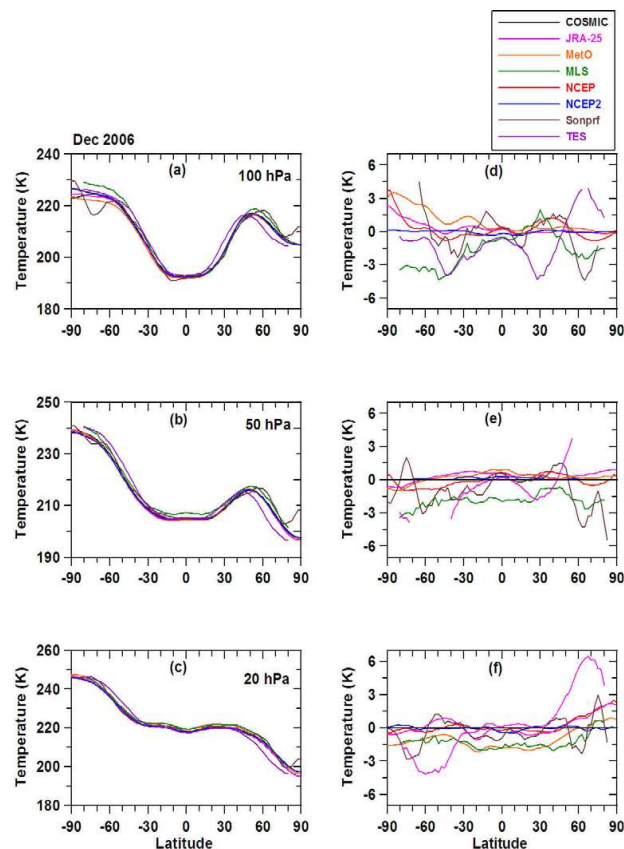 COSMIC
JRA-25
MetO
MLS
NCEP
NCEP2
Sonprf
TES
Dec 2006
240
220
200
180
Temperature (K)
(a)
100 hPa
-90 -60 -30 0 30 60 90
6
3
0
-3
-6
Temperature (K)
(d)
-90 -60 -30 0 30 60 90
250
230
210
190
Temperature (K)
(b)
50 hPa
-90 -60 -30 0 30 60 90
6
3
0
-3
-6
Temperature (K)
(e)
-90 -60 -30 0 30 60 90
260
240
220
200
180
Temperature (K)
(c)
20 hPa
-90 -60 -30 0 30 60 90
Latitude
6
3
0
-3
-6
Temperature (K)
(f)
-90 -60 -30 0 30 60 90
Latitude